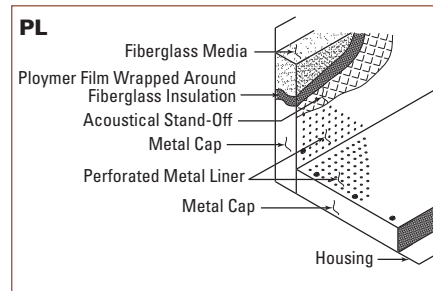 PL
Fiberglass Media
Ploymer Film Wrapped Around
Fiberglass Insulation
Acoustical Stand-Off
Metal Cap
Perforated Metal Liner
Metal Cap
Housing